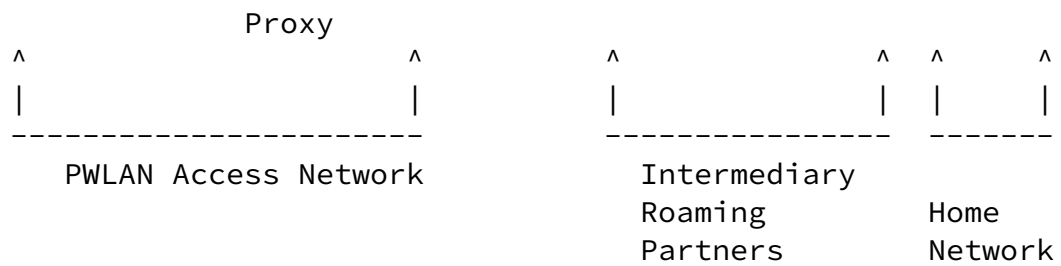 Proxy
^                      ^          ^               ^  ^      ^
|                      |          |               |  |      |
-----------------------          ----------------  -------
   PWLAN Access Network            Intermediary
                                   Roaming         Home
                                   Partners        Network